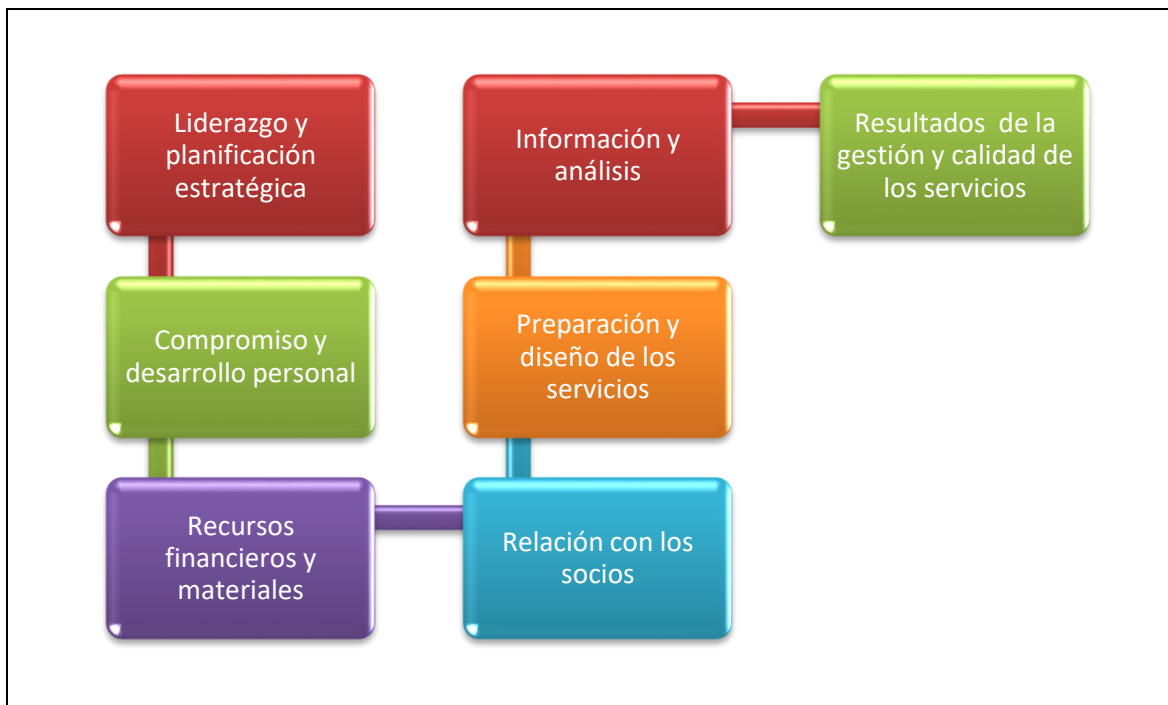 Liderazgo y
planificación
estratégica
Compromiso y
desarrollo personal
Recursos
financieros y
materiales
Relación con los
socios
Preparación y
diseño de los
servicios
Información y
análisis
Resultados de la
gestión y calidad de
los servicios